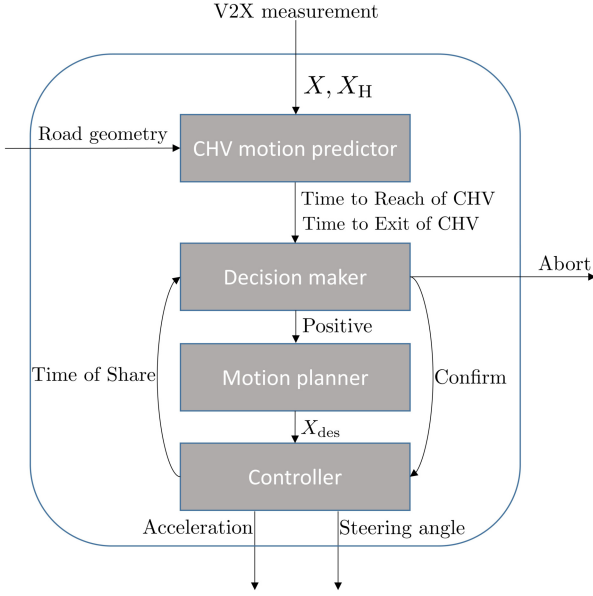 V2X measurement
X, X_H
Road geometry
CHV motion predictor
Time to Reach of CHV
Time to Exit of CHV
Abort
Decision maker
Positive
Time of Share
Motion planner
Confirm
X_des
Controller
Acceleration
Steering angle